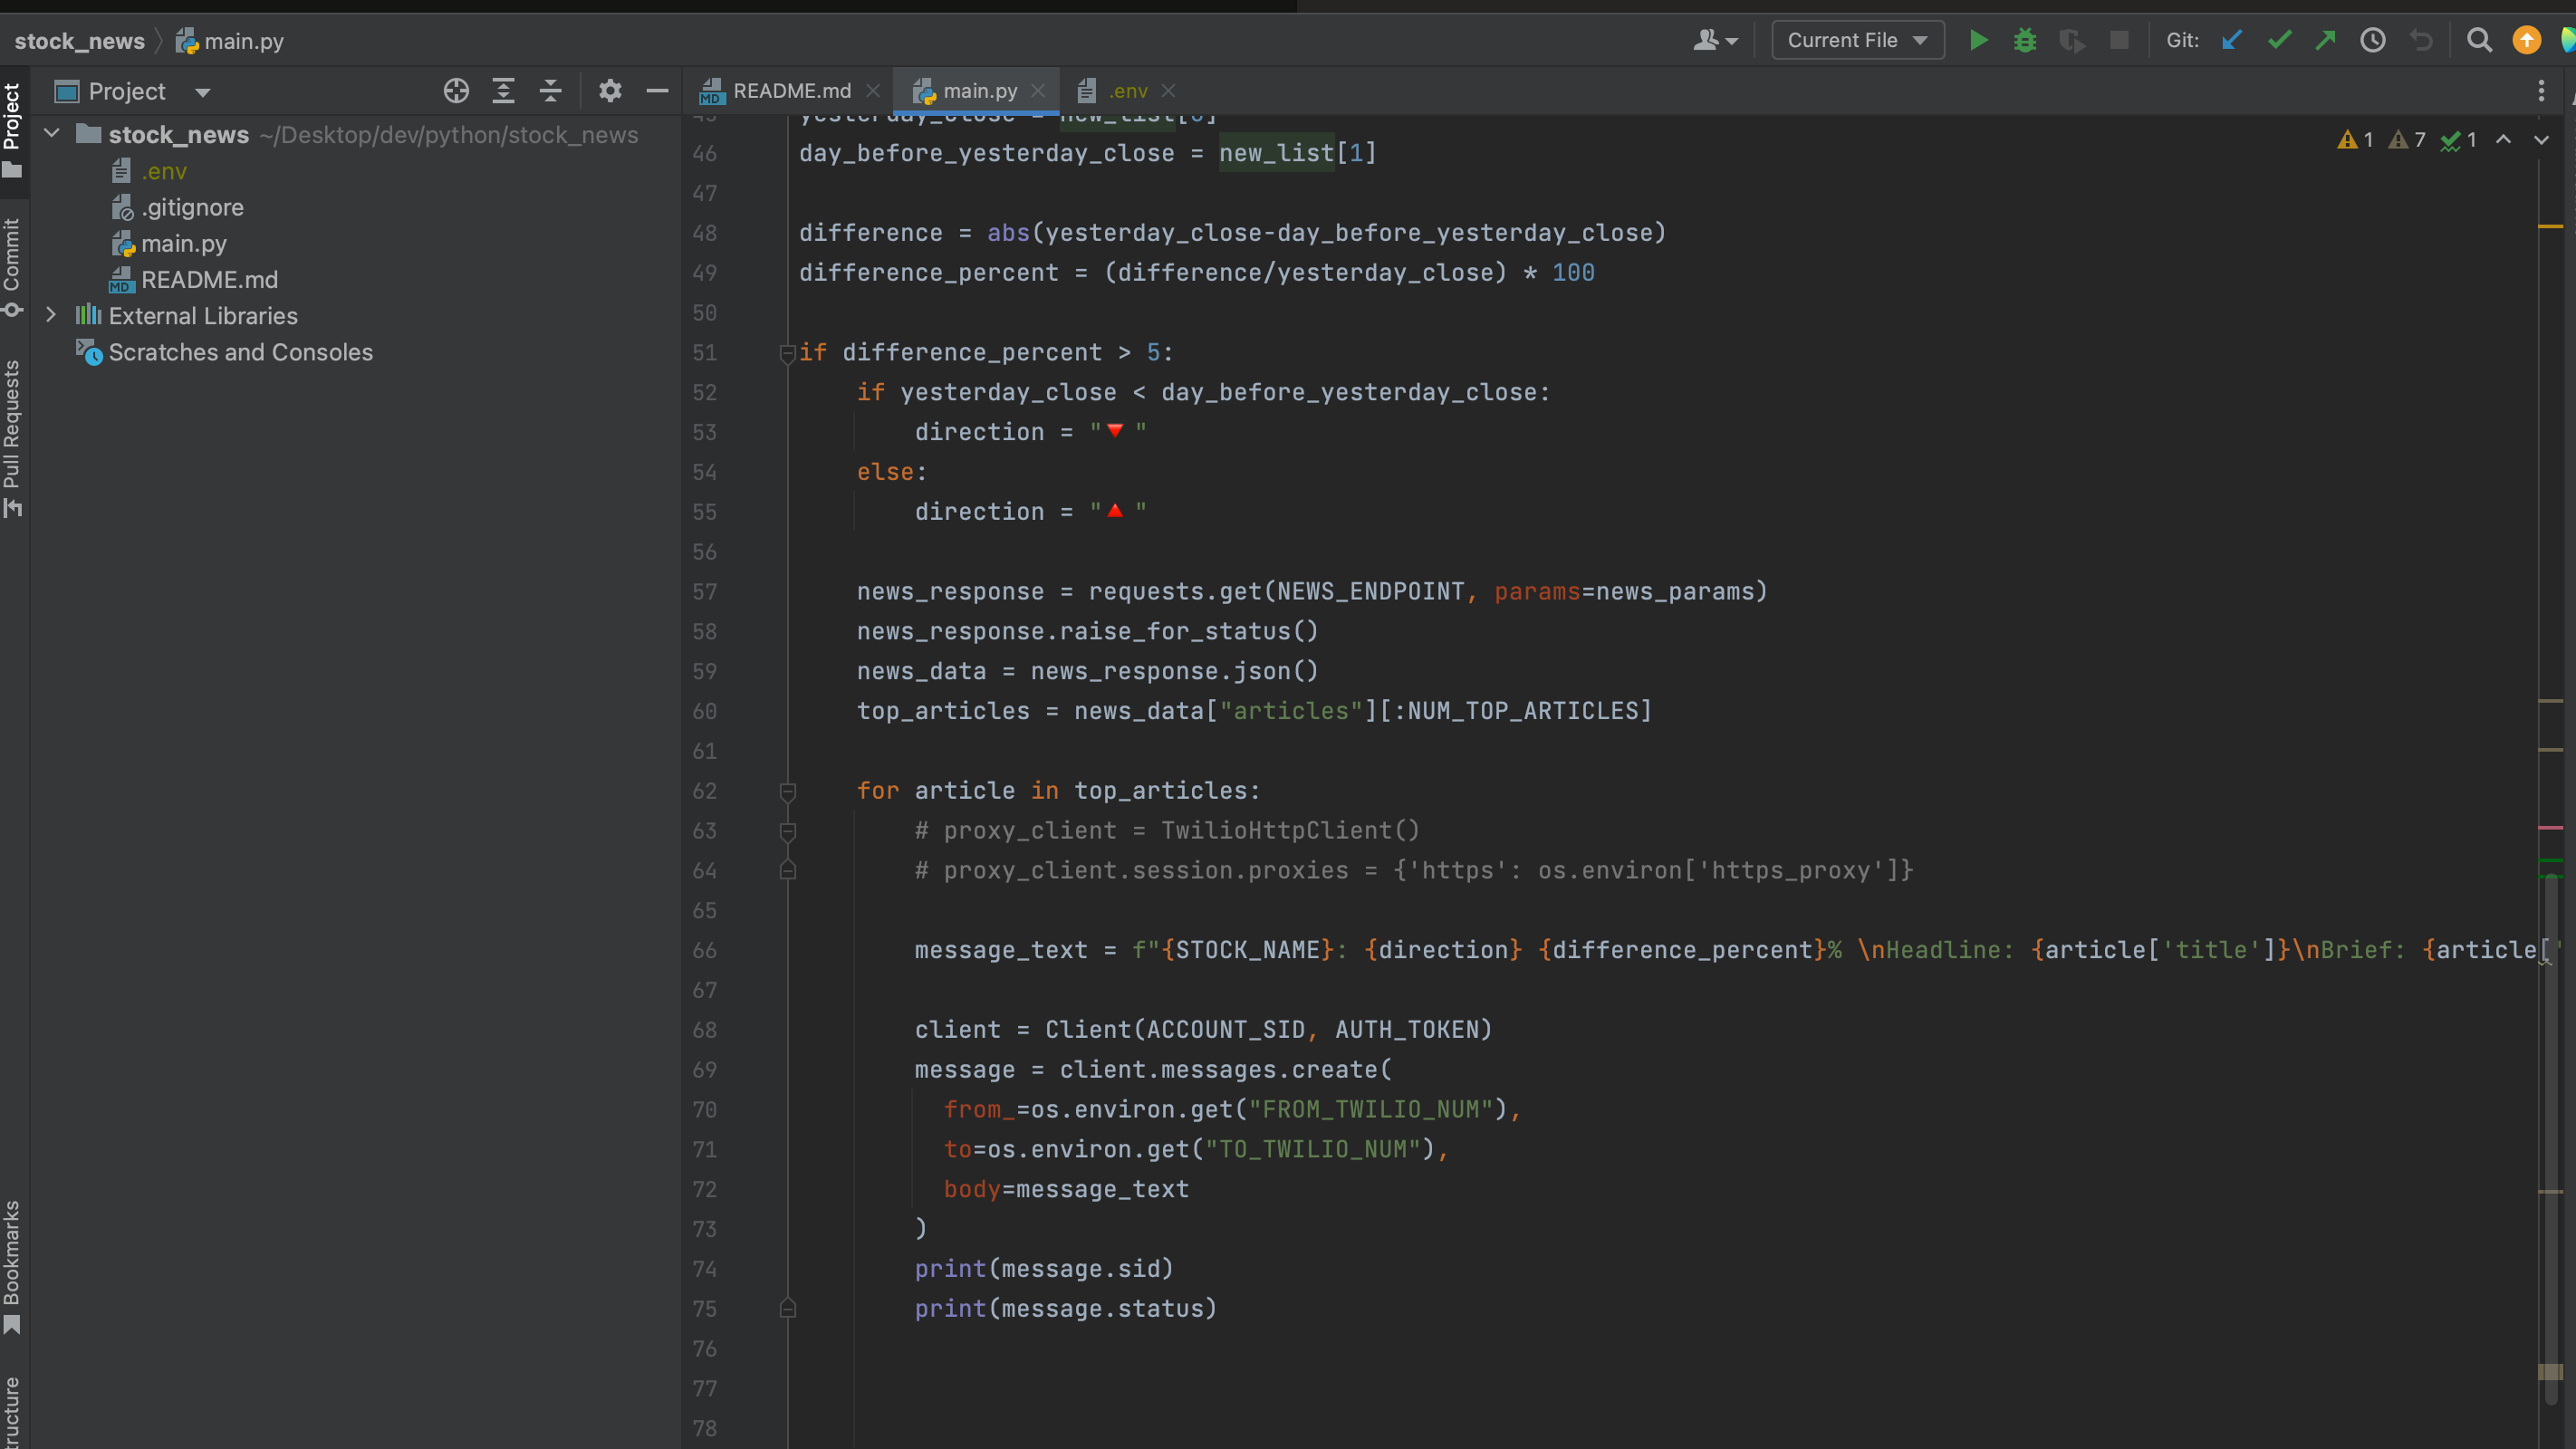 stock_news main.py Current File Git:
Project README.md main.py .env
Project
Commit
Pull Requests
Bookmarks
stock_news ~/Desktop/dev/python/stock_news
.env
.gitignore
main.py
README.md
External Libraries
Scratches and Consoles
1 7 1
45 yesterday_close = new_list[0]
46 day_before_yesterday_close = new_list[1]
47
48 difference = abs(yesterday_close-day_before_yesterday_close)
49 difference_percent = (difference/yesterday_close) * 100
50
51 if difference_percent > 5:
52 if yesterday_close < day_before_yesterday_close:
53 direction = "🔻"
54 else:
55 direction = "🔺"
56
57 news_response = requests.get(NEWS_ENDPOINT, params=news_params)
58 news_response.raise_for_status()
59 news_data = news_response.json()
60 top_articles = news_data["articles"][:NUM_TOP_ARTICLES]
61
62 for article in top_articles:
63 # proxy_client = TwilioHttpClient()
64 # proxy_client.session.proxies = {'https': os.environ['https_proxy']}
65
66 message_text = f"{STOCK_NAME}: {direction} {difference_percent}% \nHeadline: {article['title']}\nBrief: {article['
67
68 client = Client(ACCOUNT_SID, AUTH_TOKEN)
69 message = client.messages.create(
70 from_=os.environ.get("FROM_TWILIO_NUM"),
71 to=os.environ.get("TO_TWILIO_NUM"),
72 body=message_text
73 )
74 print(message.sid)
75 print(message.status)
76
77
78